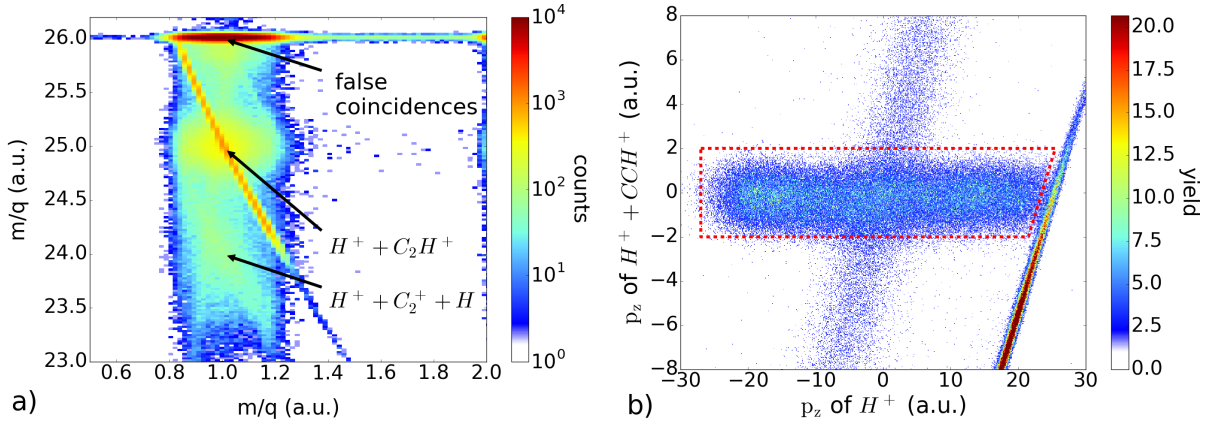 26.0
25.5
25.0
24.5
24.0
23.5
23.0
m/q (a.u.)
0.6 0.8 1.0 1.2 1.4 1.6 1.8 2.0
m/q (a.u.)
a)
false
coincidences
H⁺ + C₂H⁺
H⁺ + C₂⁺ + H
10⁴
10³
10²
10¹
10⁰
counts
8
6
4
2
0
−2
−4
−6
−8
p_z of H⁺ + CCH⁺ (a.u.)
−30 −20 −10 0 10 20 30
p_z of H⁺ (a.u.)
b)
20.0
17.5
15.0
12.5
10.0
7.5
5.0
2.5
0.0
yield